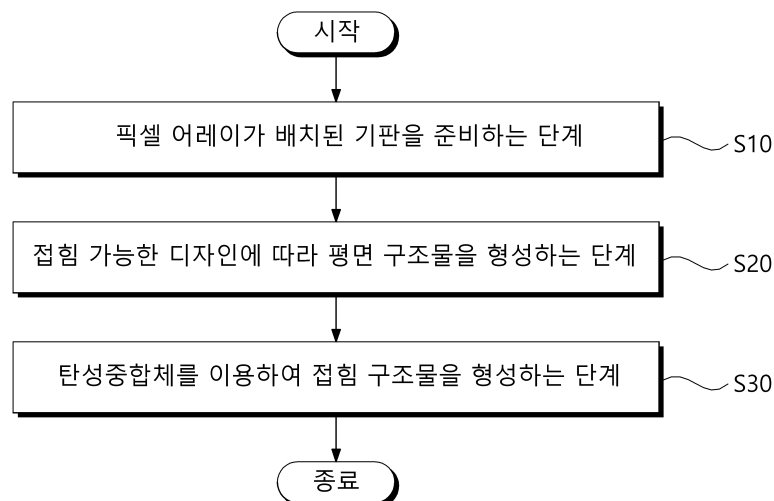 시작
픽셀 어레이가 배치된 기판을 준비하는 단계
S10
접힘 가능한 디자인에 따라 평면 구조물을 형성하는 단계
S20
탄성중합체를 이용하여 접힘 구조물을 형성하는 단계
S30
종료